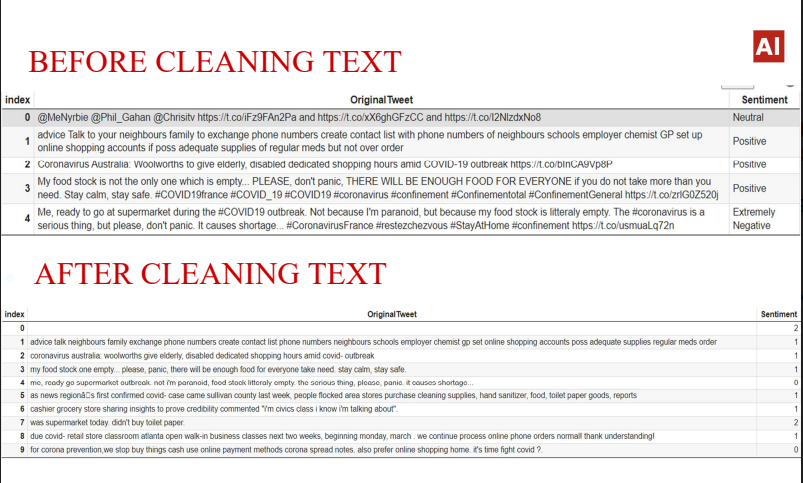 AI
BEFORE CLEANING TEXT
index OriginalTweet Sentiment
0 @MeNyrbie @Phil_Gahan @Chrisitv https://t.co/iFz9FAn2Pa and https://t.co/xX6ghGFzCC and https://t.co/I2NlzdxNo8 Neutral
1 advice Talk to your neighbours family to exchange phone numbers create contact list with phone numbers of neighbours schools employer chemist GP set up Positive
online shopping accounts if poss adequate supplies of regular meds but not over order
2 Coronavirus Australia: Woolworths to give elderly, disabled dedicated shopping hours amid COVID-19 outbreak https://t.co/bInCA9Vp8P Positive
3 My food stock is not the only one which is empty... PLEASE, don't panic, THERE WILL BE ENOUGH FOOD FOR EVERYONE if you do not take more than you Positive
need. Stay calm, stay safe. #COVID19france #COVID_19 #COVID19 #coronavirus #confinement #Confinementotal #ConfinementGeneral https://t.co/zrlG0Z520j
4 Me, ready to go at supermarket during the #COVID19 outbreak. Not because I'm paranoid, but because my food stock is litteraly empty. The #coronavirus is a Extremely
serious thing, but please, don't panic. It causes shortage... #CoronavirusFrance #restezchezvous #StayAtHome #confinement https://t.co/usmuaLq72n Negative
AFTER CLEANING TEXT
index OriginalTweet Sentiment
0 2
1 advice talk neighbours family exchange phone numbers create contact list phone numbers neighbours schools employer chemist gp set online shopping accounts poss adequate supplies regular meds order 1
2 coronavirus australia: woolworths give elderly, disabled dedicated shopping hours amid covid- outbreak 1
3 my food stock one empty... please, panic, there will be enough food for everyone take need. stay calm, stay safe. 1
4 me, ready go supermarket outbreak. not i'm paranoid, food stock litteraly empty. the serious thing, please, panic. it causes shortage... 0
5 as news regionâ□s first confirmed covid- case came sullivan county last week, people flocked area stores purchase cleaning supplies, hand sanitizer, food, toilet paper goods, reports 1
6 cashier grocery store sharing insights to prove credibility commented "i'm civics class i know i'm talking about". 1
7 was supermarket today. didn't buy toilet paper. 2
8 due covid- retail store classroom atlanta open walk-in business classes next two weeks, beginning monday, march . we continue process online phone orders normal! thank understanding! 1
9 for corona prevention,we stop buy things cash use online payment methods corona spread notes. also prefer online shopping home. it's time fight covid ?. 0